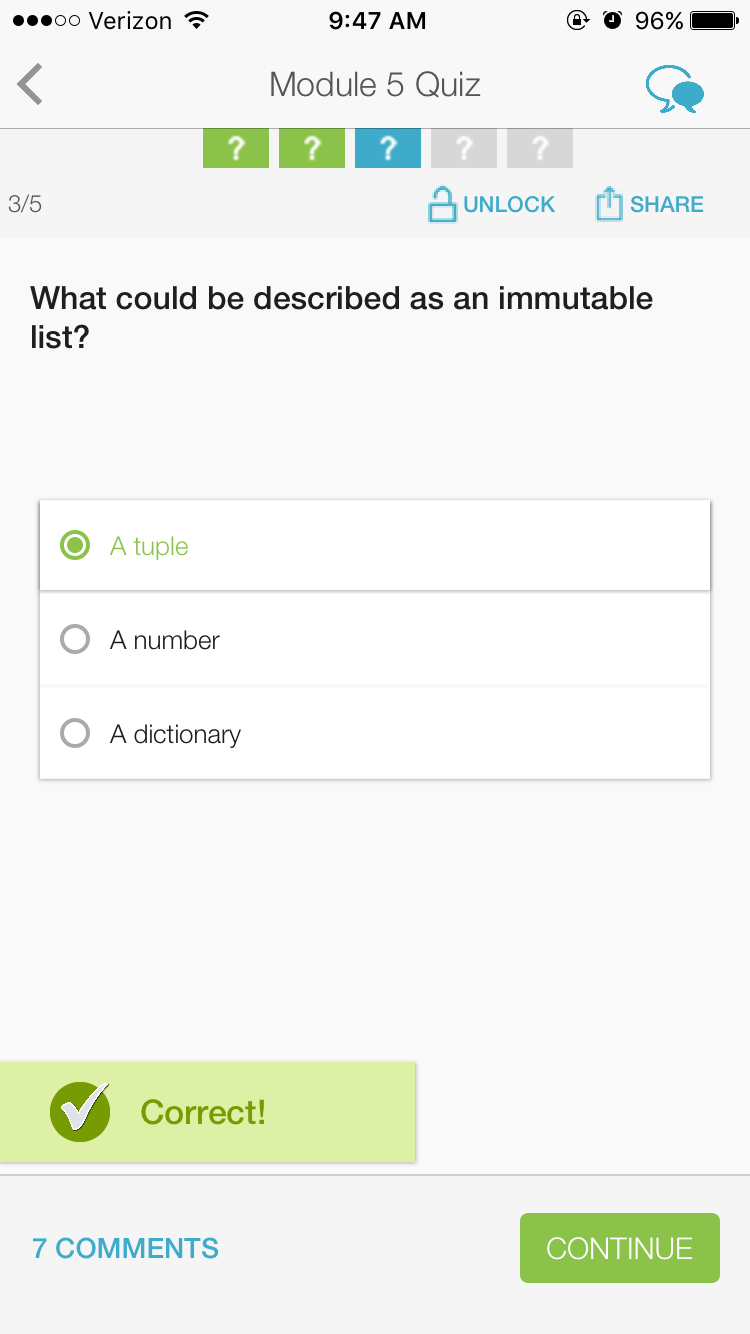 Verizon 9:47 AM 96%
Module 5 Quiz
? ? ? ? ?
3/5 UNLOCK SHARE
What could be described as an immutable
list?
A tuple
A number
A dictionary
Correct!
7 COMMENTS CONTINUE